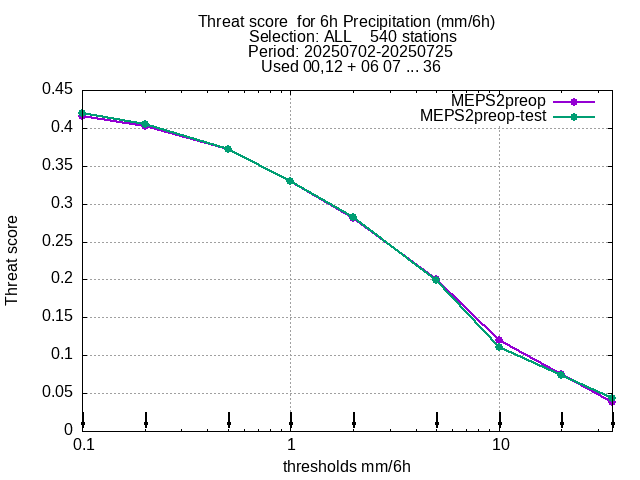 Threat score  for 6h Precipitation (mm/6h)
Selection: ALL    540 stations
Period: 20250702-20250725
Used 00,12 + 06 07 ... 36
MEPS2preop
MEPS2preop-test
Threat score
0.45
0.4
0.35
0.3
0.25
0.2
0.15
0.1
0.05
0
0.1 1 10
thresholds mm/6h